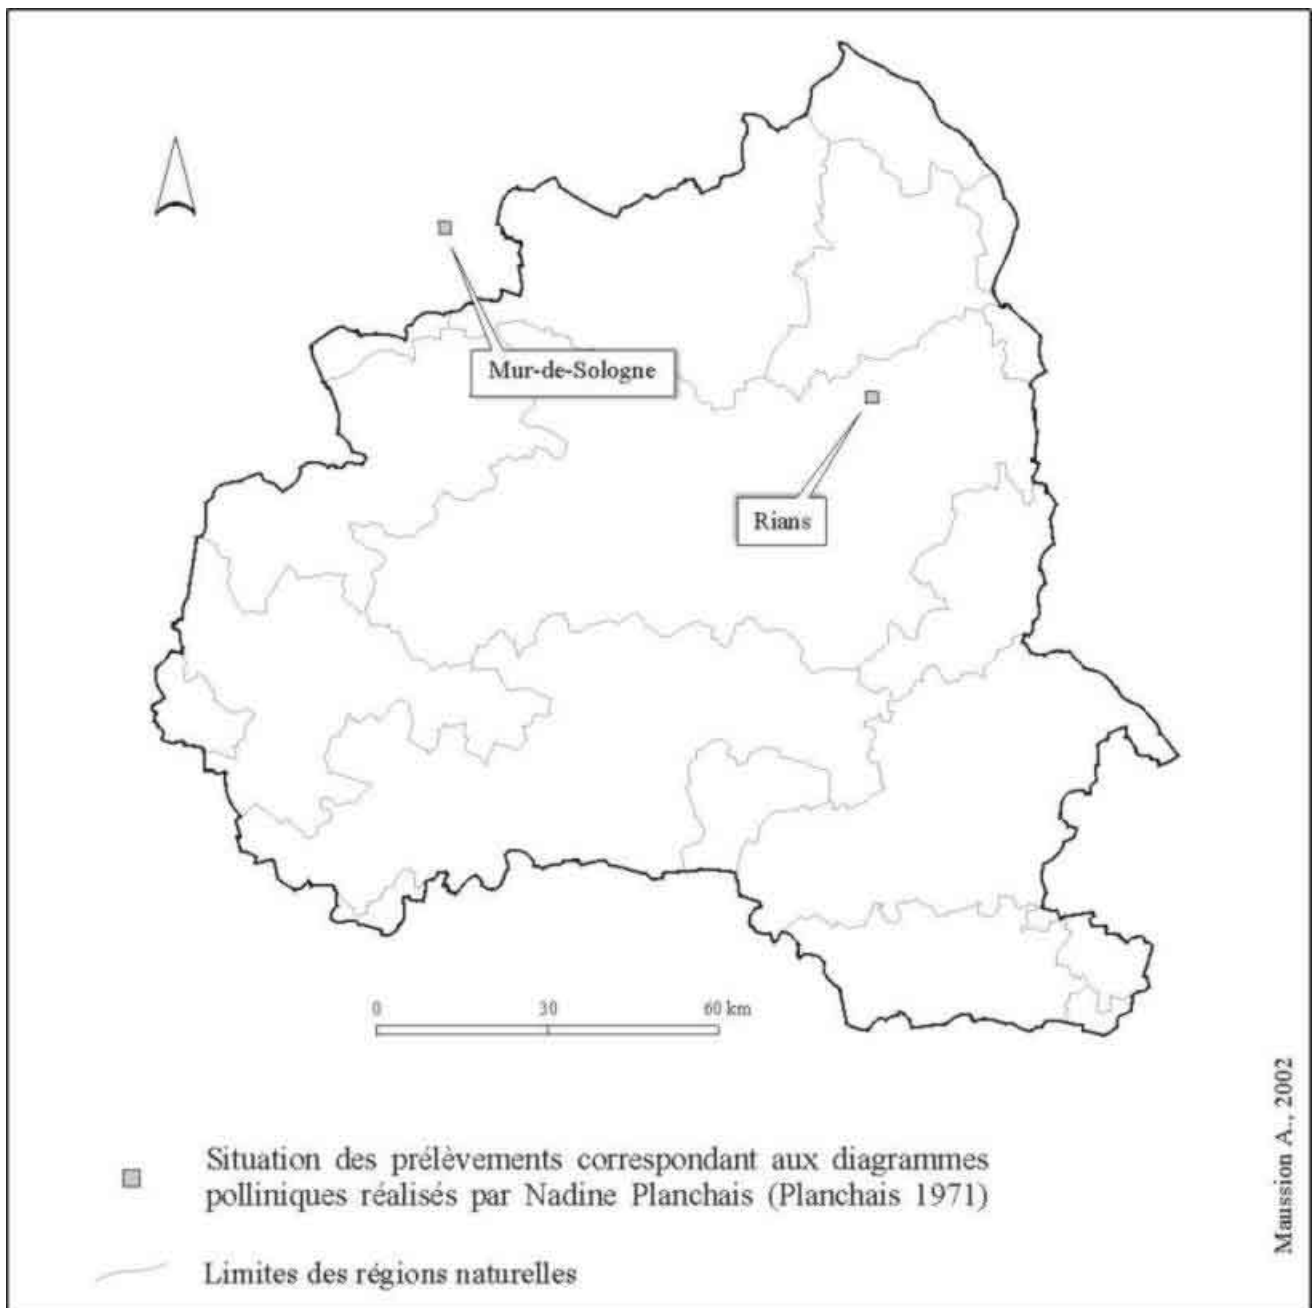 Mur-de-Sologne
Rians
0 30 60 km
Situation des prélèvements correspondant aux diagrammes
polliniques réalisés par Nadine Planchais (Planchais 1971)
Limites des régions naturelles
Maussion A., 2002